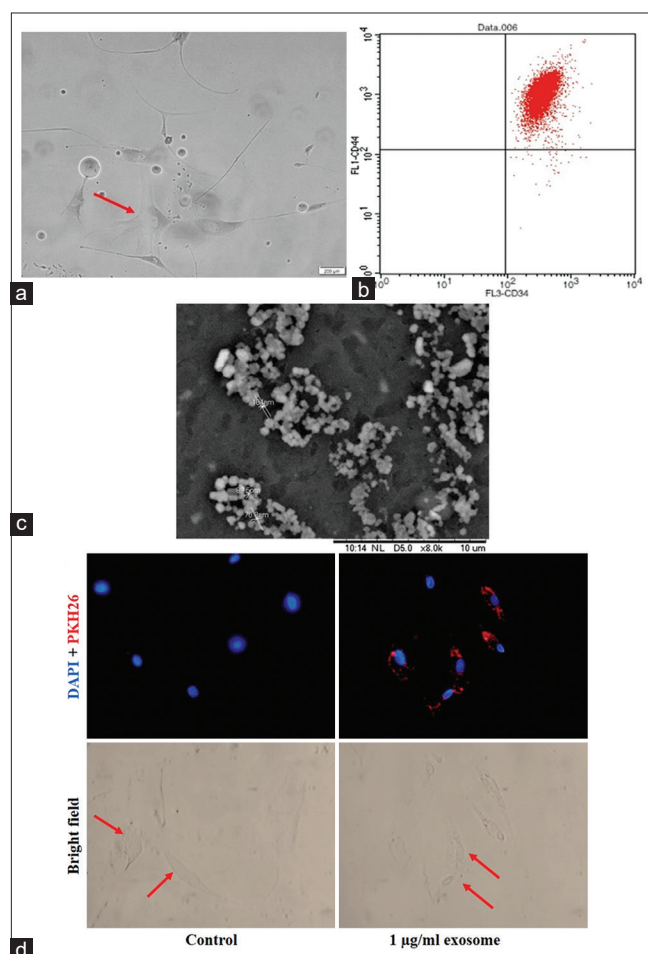 a
200 µm
Data.006
FL1-CD44
10⁴
10³
10²
10¹
10⁰
10⁰ 10¹ 10² 10³ 10⁴
FL3-CD34
b
c
10:14 NL D5.0 x8.0k 10 um
DAPI + PKH26
Bright field
Control 1 µg/ml exosome
d